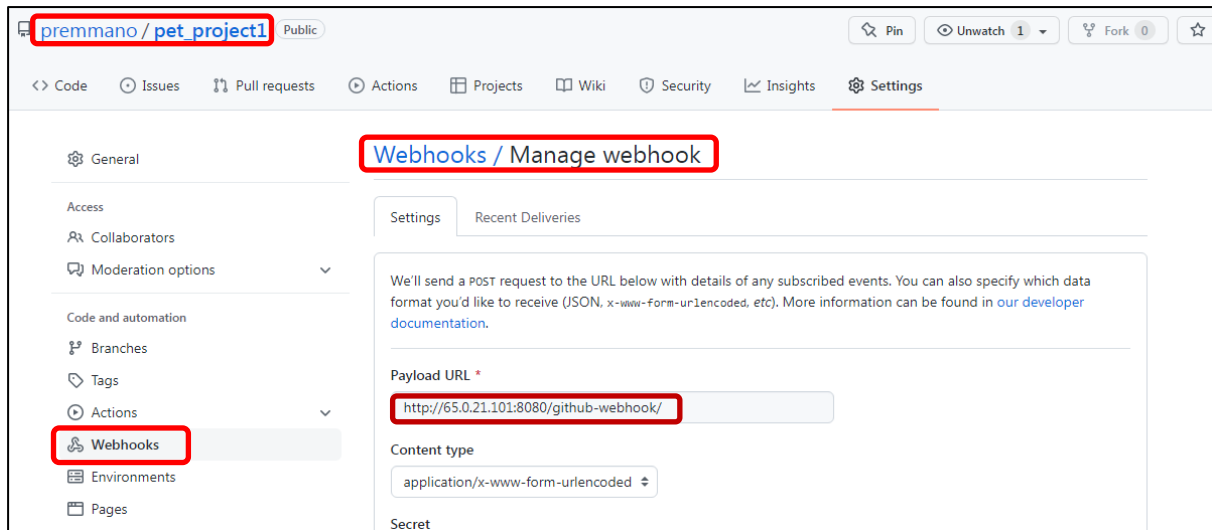 premmano / pet_project1 Public Pin Unwatch 1 Fork 0
<> Code Issues Pull requests Actions Projects Wiki Security Insights Settings
General
Access
Collaborators
Moderation options
Code and automation
Branches
Tags
Actions
Webhooks
Environments
Pages
Webhooks / Manage webhook
Settings Recent Deliveries
We'll send a POST request to the URL below with details of any subscribed events. You can also specify which data
format you'd like to receive (JSON, x-www-form-urlencoded, etc). More information can be found in our developer
documentation.
Payload URL *
http://65.0.21.101:8080/github-webhook/
Content type
application/x-www-form-urlencoded
Secret